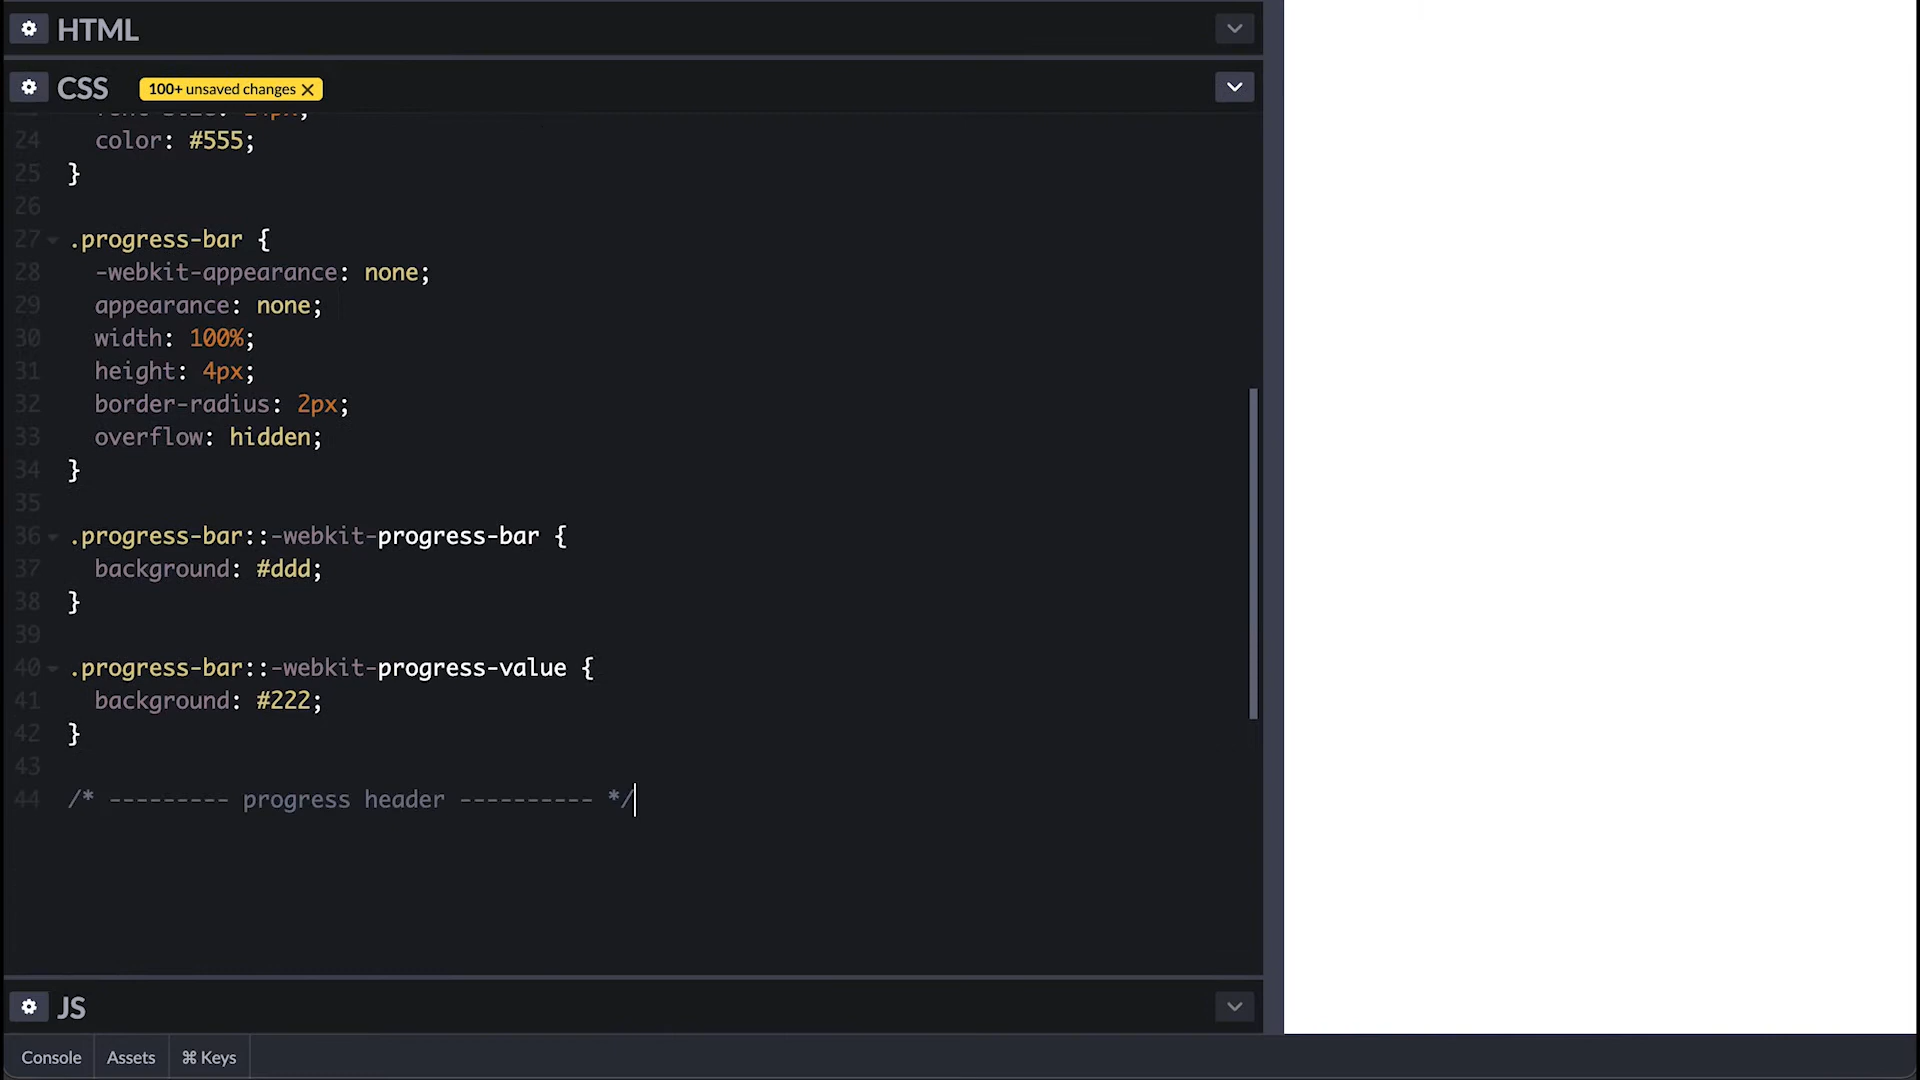 HTML
CSS 100+ unsaved changes ✕
24 color: #555;
25 }
26
27 .progress-bar {
28 -webkit-appearance: none;
29 appearance: none;
30 width: 100%;
31 height: 4px;
32 border-radius: 2px;
33 overflow: hidden;
34 }
35
36 .progress-bar::-webkit-progress-bar {
37 background: #ddd;
38 }
39
40 .progress-bar::-webkit-progress-value {
41 background: #222;
42 }
43
44 /* --------- progress header ---------- */
JS
Console Assets ⌘ Keys